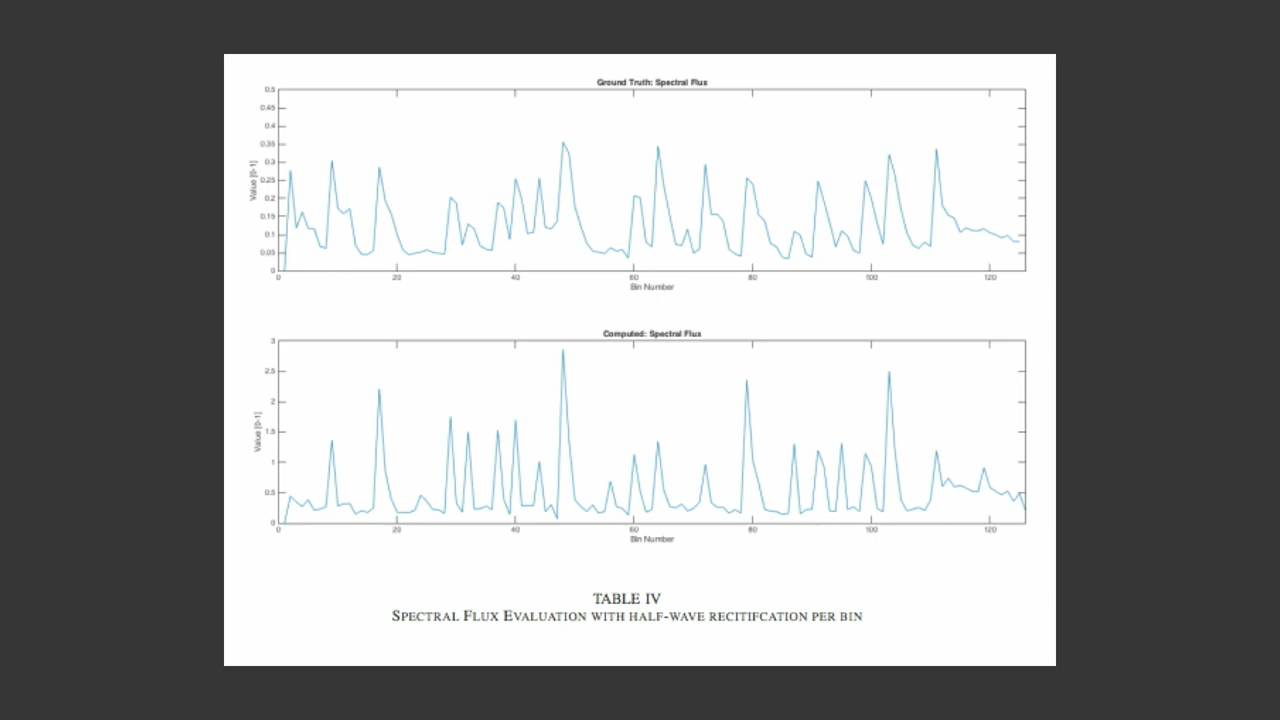 Ground Truth: Spectral Flux
0.5
0.45
0.4
0.35
0.3
0.25
0.2
0.15
0.1
0.05
0
Value [0-1]
0 20 40 60 80 100 120
Bin Number
Computed: Spectral Flux
3
2.5
2
1.5
1
0.5
0
Value [0-1]
0 20 40 60 80 100 120
Bin Number
TABLE IV
SPECTRAL FLUX EVALUATION WITH HALF-WAVE RECITIFCATION PER BIN